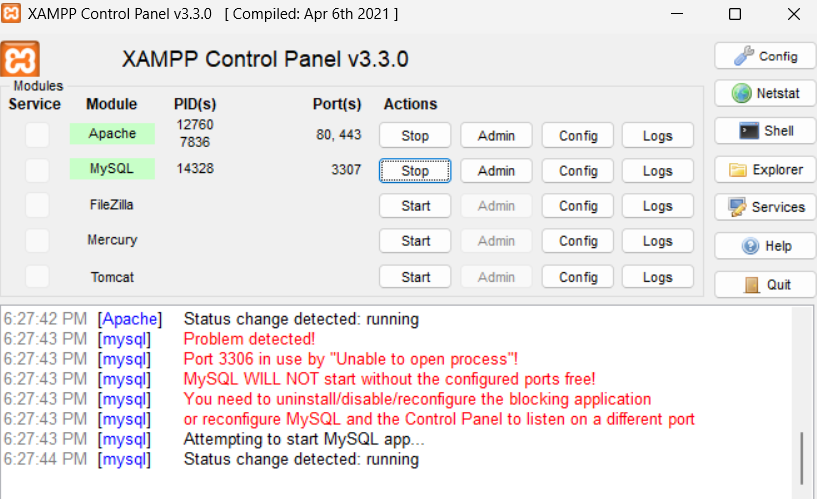 XAMPP Control Panel v3.3.0 [ Compiled: Apr 6th 2021 ]
XAMPP Control Panel v3.3.0
Config
Modules
Service Module PID(s) Port(s) Actions
Netstat
Apache 12760 7836 80, 443 Stop Admin Config Logs
Shell
MySQL 14328 3307 Stop Admin Config Logs
Explorer
FileZilla Start Admin Config Logs
Services
Mercury Start Admin Config Logs
Help
Tomcat Start Admin Config Logs
Quit
6:27:42 PM [Apache] Status change detected: running
6:27:43 PM [mysql] Problem detected!
6:27:43 PM [mysql] Port 3306 in use by "Unable to open process"!
6:27:43 PM [mysql] MySQL WILL NOT start without the configured ports free!
6:27:43 PM [mysql] You need to uninstall/disable/reconfigure the blocking application
6:27:43 PM [mysql] or reconfigure MySQL and the Control Panel to listen on a different port
6:27:43 PM [mysql] Attempting to start MySQL app...
6:27:44 PM [mysql] Status change detected: running